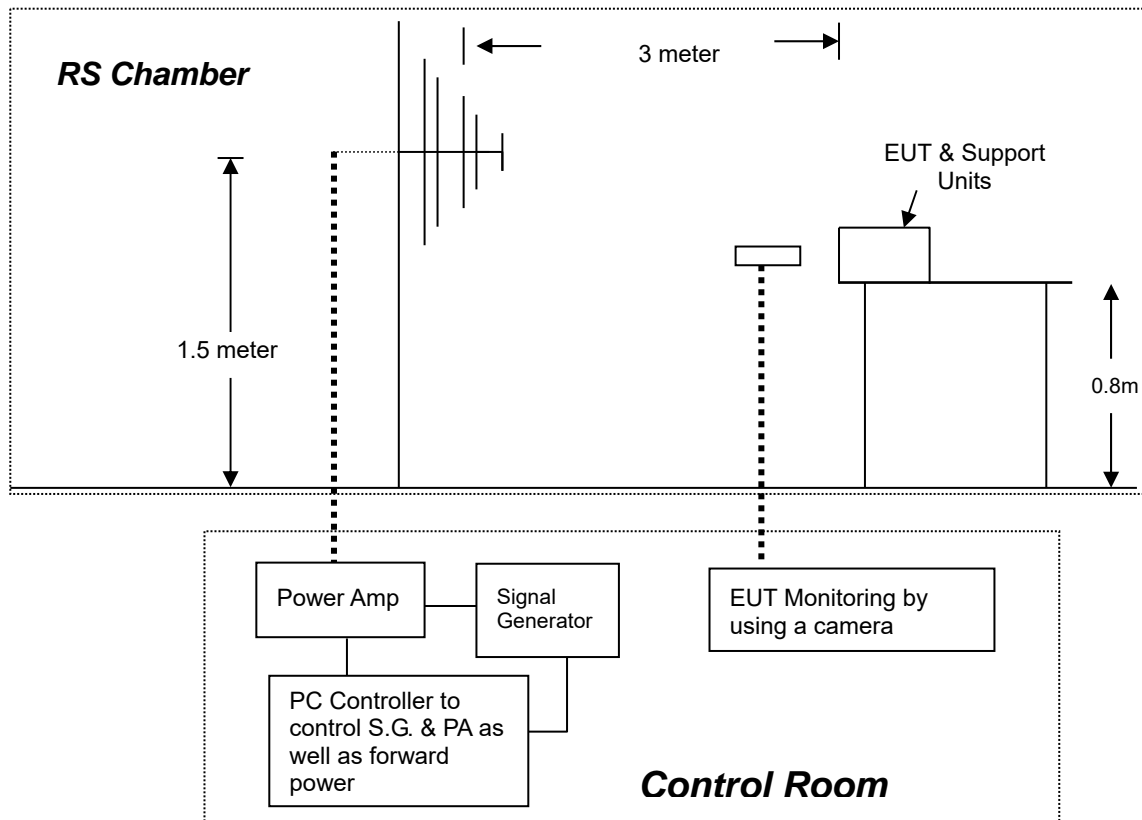 RS Chamber
3 meter
EUT & Support
Units
1.5 meter
0.8m
Power Amp
Signal
Generator
EUT Monitoring by
using a camera
PC Controller to
control S.G. & PA as
well as forward
power
Control Room